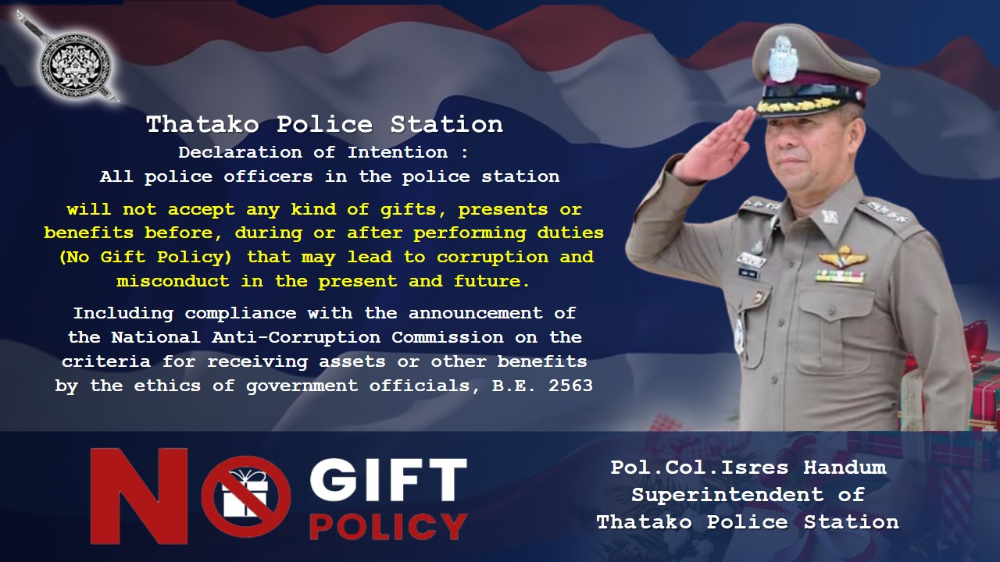 Thatako Police Station
Declaration of Intention :
All police officers in the police station
will not accept any kind of gifts, presents or
benefits before, during or after performing duties
(No Gift Policy) that may lead to corruption and
misconduct in the present and future.
Including compliance with the announcement of
the National Anti-Corruption Commission on the
criteria for receiving assets or other benefits
by the ethics of government officials, B.E. 2563
NO GIFT
POLICY
Pol.Col.Isres Handum
Superintendent of
Thatako Police Station